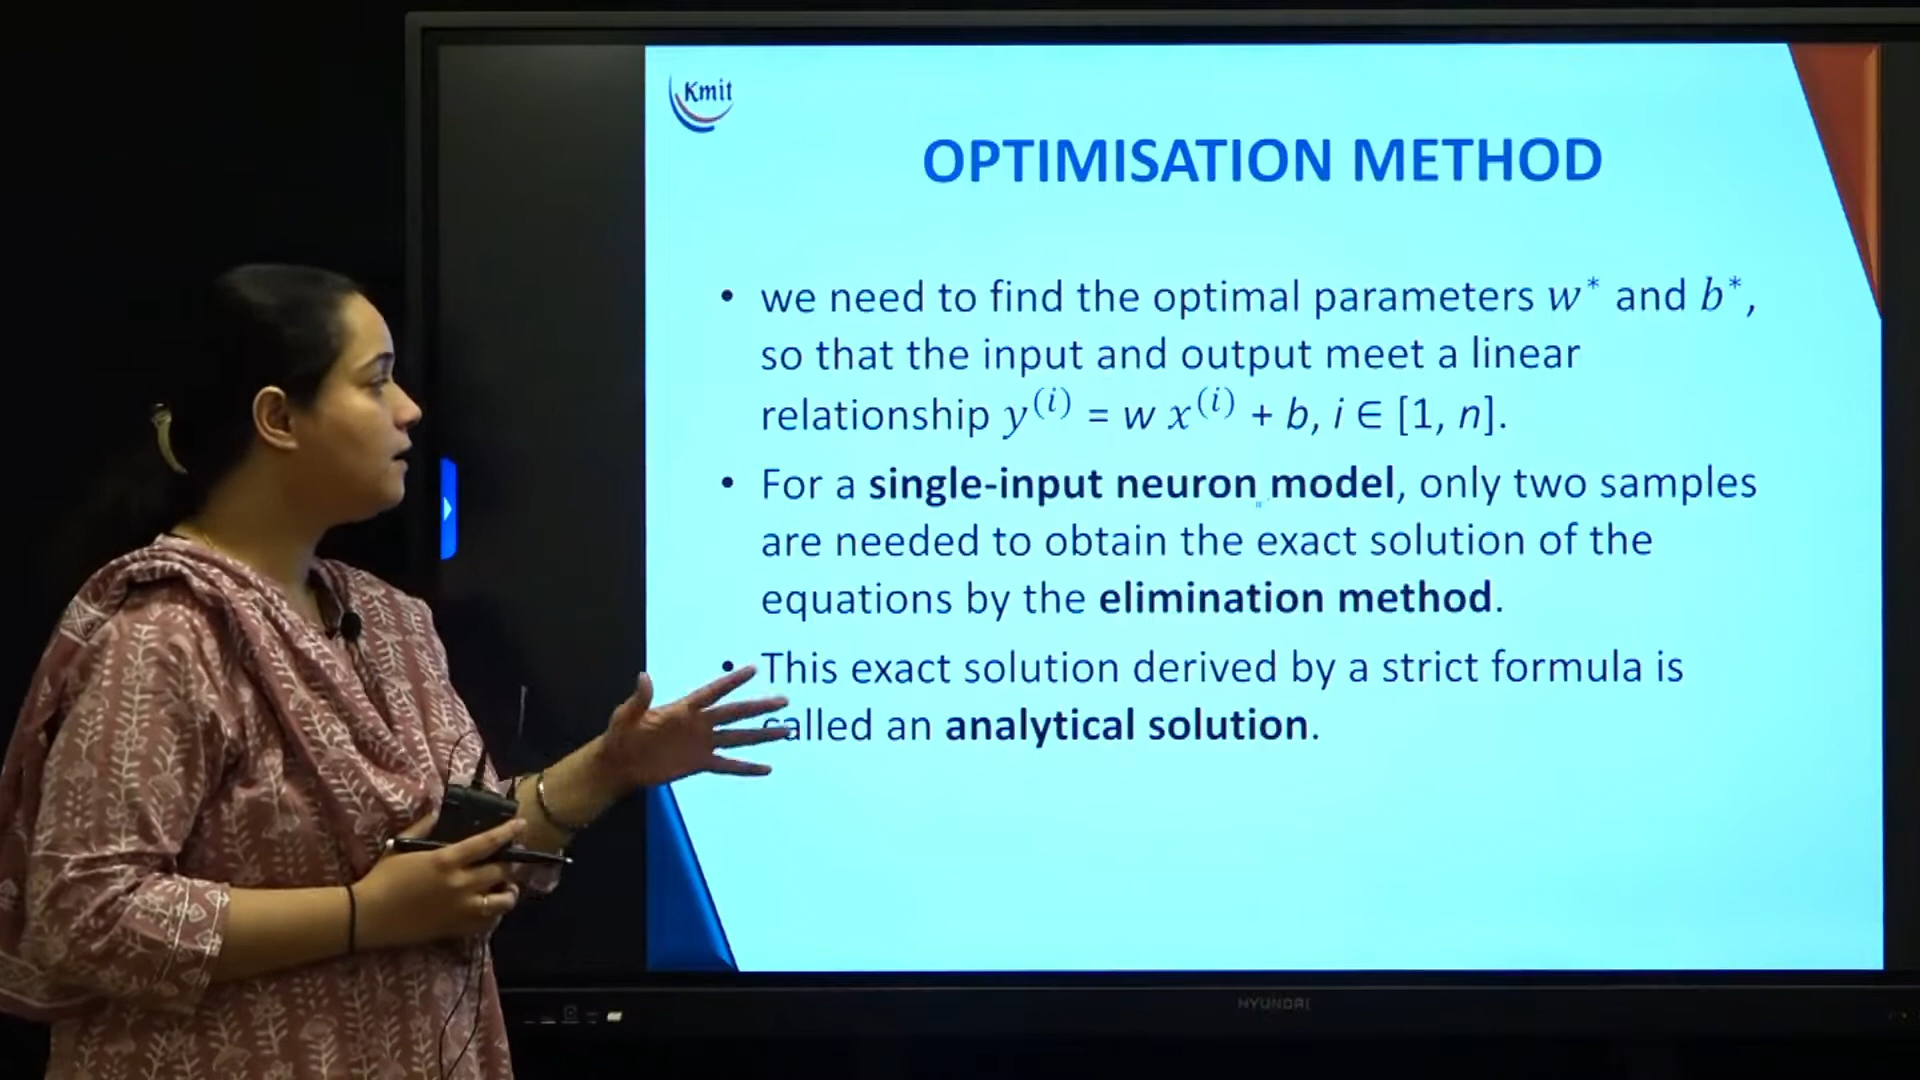 Kmit
OPTIMISATION METHOD
• we need to find the optimal parameters w* and b*,
so that the input and output meet a linear
relationship y⁽ⁱ⁾ = w x⁽ⁱ⁾ + b, i ∈ [1, n].
• For a single-input neuron model, only two samples
are needed to obtain the exact solution of the
equations by the elimination method.
• This exact solution derived by a strict formula is
called an analytical solution.
HYUNDAI